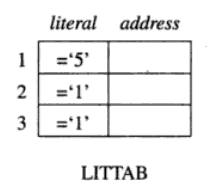 literal address
1 =‘5’
2 =‘1’
3 =‘1’
LITTAB